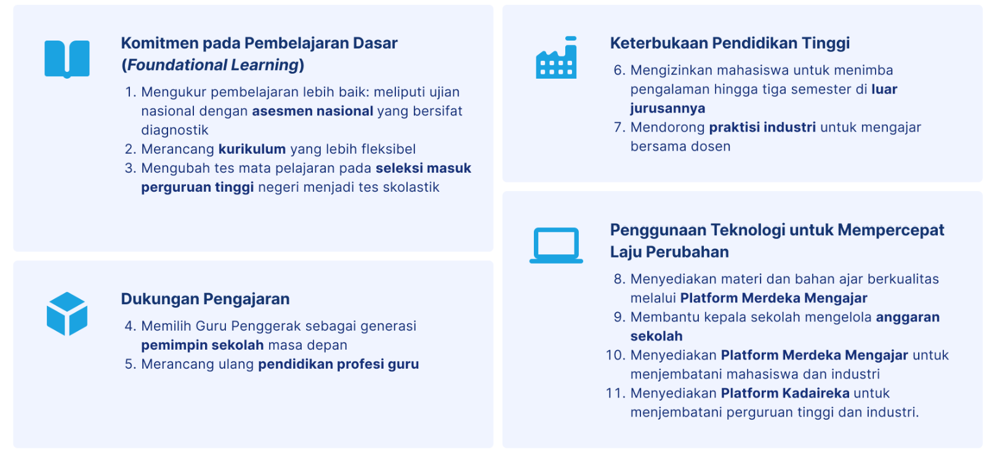 Komitmen pada Pembelajaran Dasar
(Foundational Learning)
1. Mengukur pembelajaran lebih baik: meliputi ujian
nasional dengan asesmen nasional yang bersifat
diagnostik
2. Merancang kurikulum yang lebih fleksibel
3. Mengubah tes mata pelajaran pada seleksi masuk
perguruan tinggi negeri menjadi tes skolastik
Dukungan Pengajaran
4. Memilih Guru Penggerak sebagai generasi
pemimpin sekolah masa depan
5. Merancang ulang pendidikan profesi guru
Keterbukaan Pendidikan Tinggi
6. Mengizinkan mahasiswa untuk menimba
pengalaman hingga tiga semester di luar
jurusannya
7. Mendorong praktisi industri untuk mengajar
bersama dosen
Penggunaan Teknologi untuk Mempercepat
Laju Perubahan
8. Menyediakan materi dan bahan ajar berkualitas
melalui Platform Merdeka Mengajar
9. Membantu kepala sekolah mengelola anggaran
sekolah
10. Menyediakan Platform Merdeka Mengajar untuk
menjembatani mahasiswa dan industri
11. Menyediakan Platform Kadaireka untuk
menjembatani perguruan tinggi dan industri.